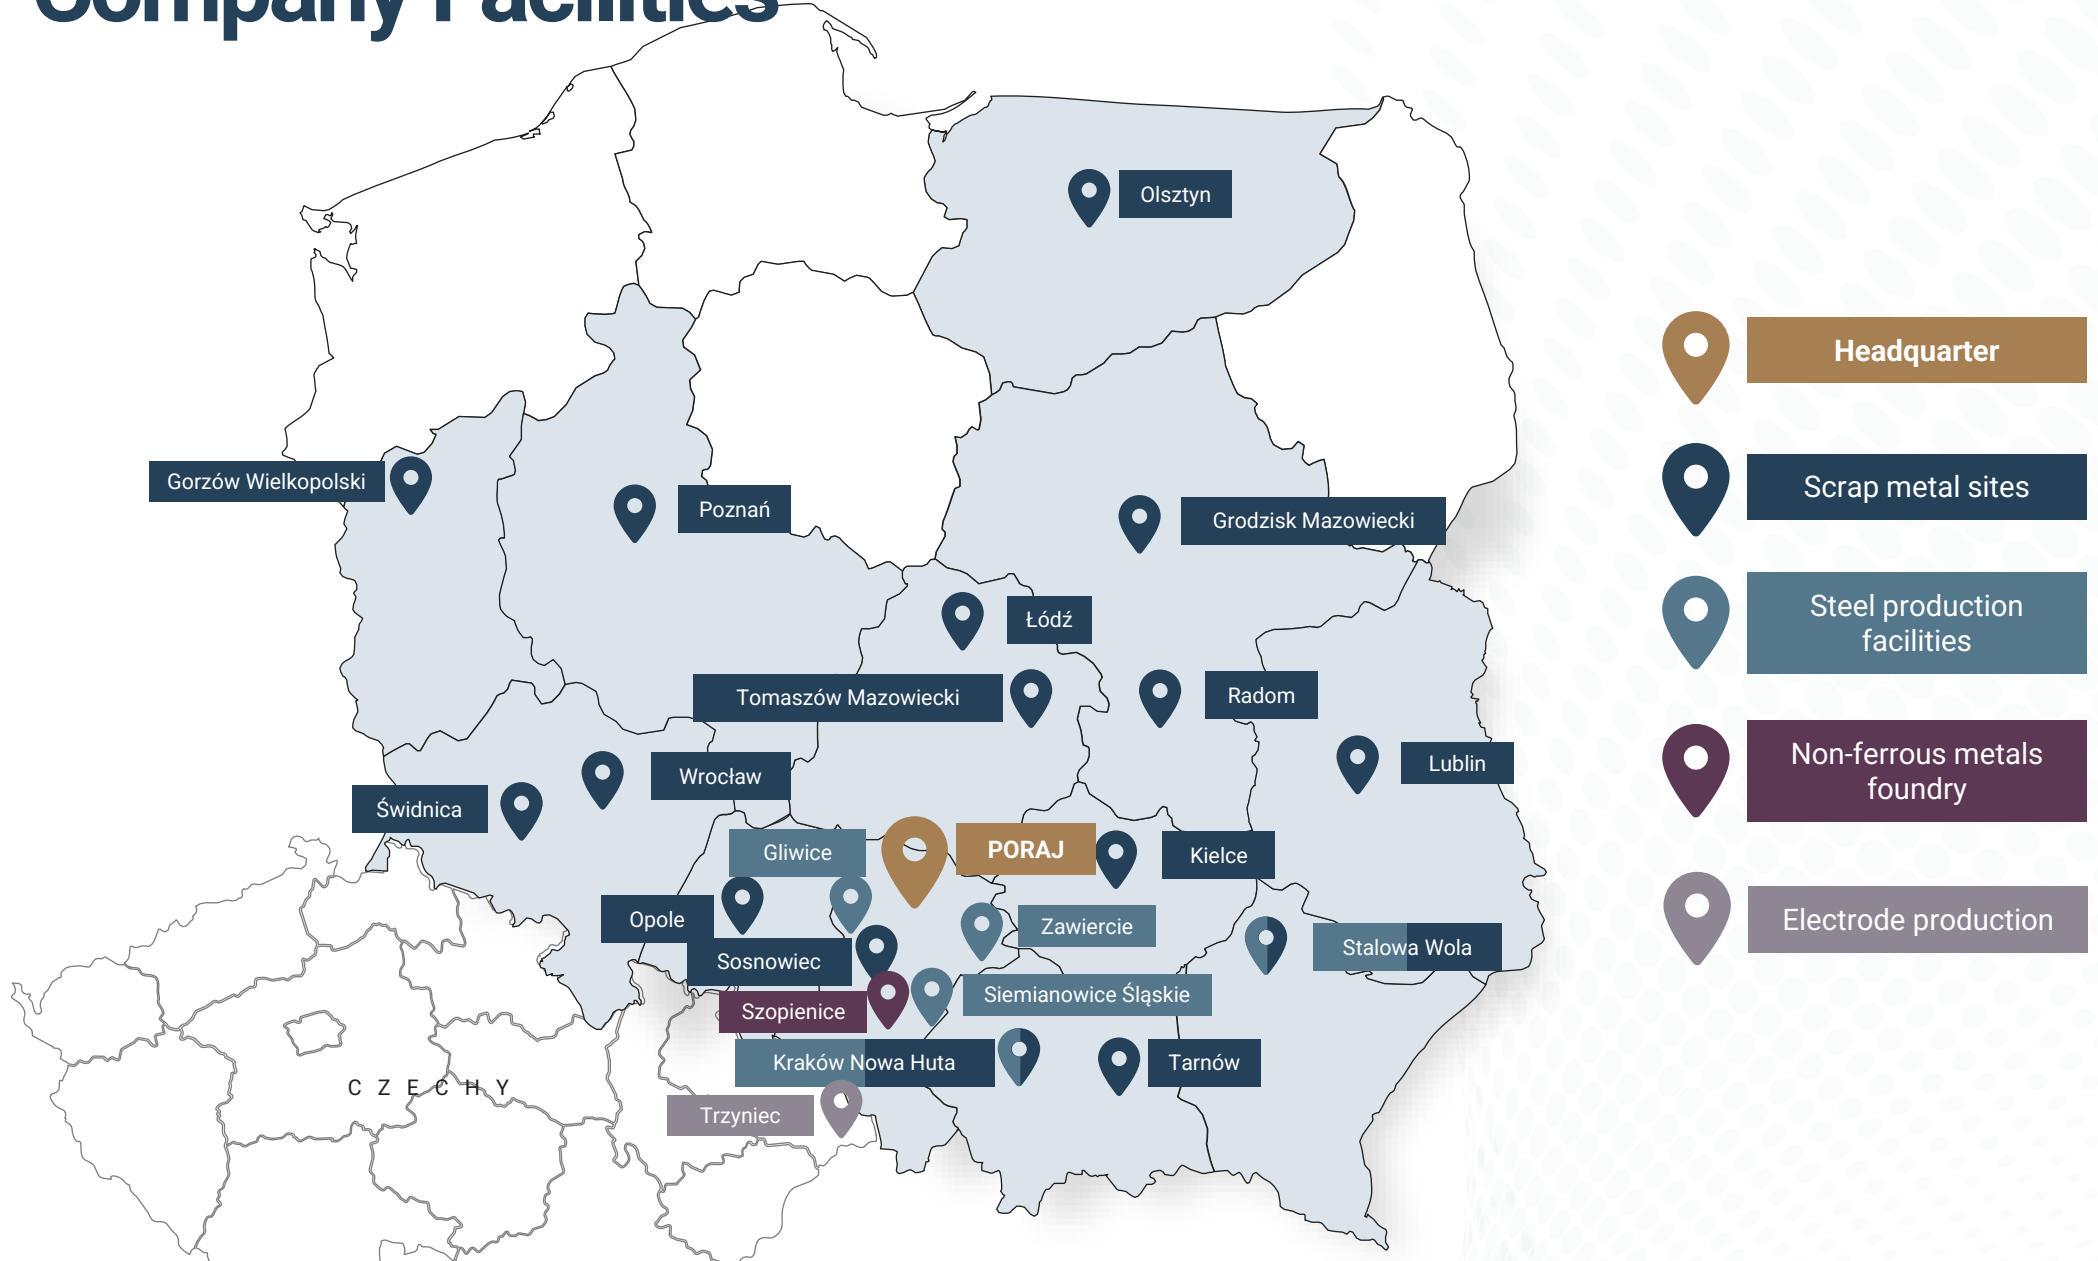 Company Facilities
Olsztyn
Headquarter
Gorzów Wielkopolski
Scrap metal sites
Poznań
Grodzisk Mazowiecki
Łódź
Steel production
facilities
Tomaszów Mazowiecki
Radom
Wrocław
Lublin
Non-ferrous metals
foundry
Świdnica
Gliwice
PORAJ
Kielce
Opole
Zawiercie
Electrode production
Sosnowiec
Stalowa Wola
Szopienice
Siemianowice Śląskie
Kraków Nowa Huta
Tarnów
CZECHY
Trzyniec